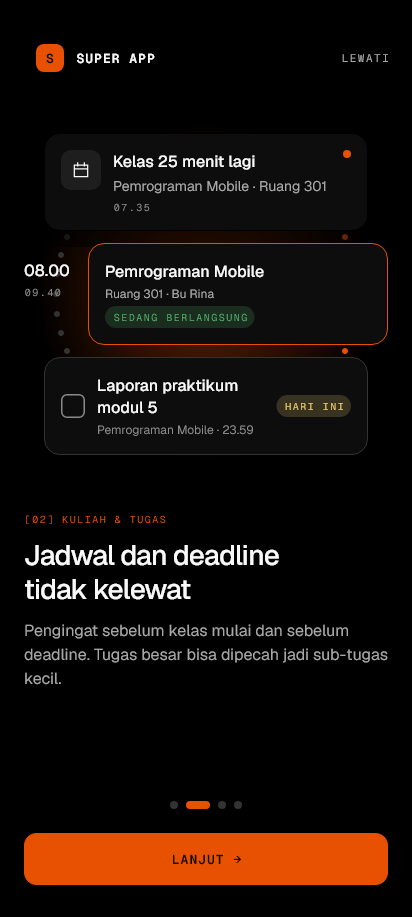 S SUPER APP
LEWATI
Kelas 25 menit lagi
Pemrograman Mobile · Ruang 301
07.35
08.00
09.40
Pemrograman Mobile
Ruang 301 · Bu Rina
SEDANG BERLANGSUNG
Laporan praktikum
modul 5
Pemrograman Mobile · 23.59
HARI INI
[02] KULIAH & TUGAS
Jadwal dan deadline
tidak kelewat
Pengingat sebelum kelas mulai dan sebelum
deadline. Tugas besar bisa dipecah jadi sub-tugas
kecil.
LANJUT →